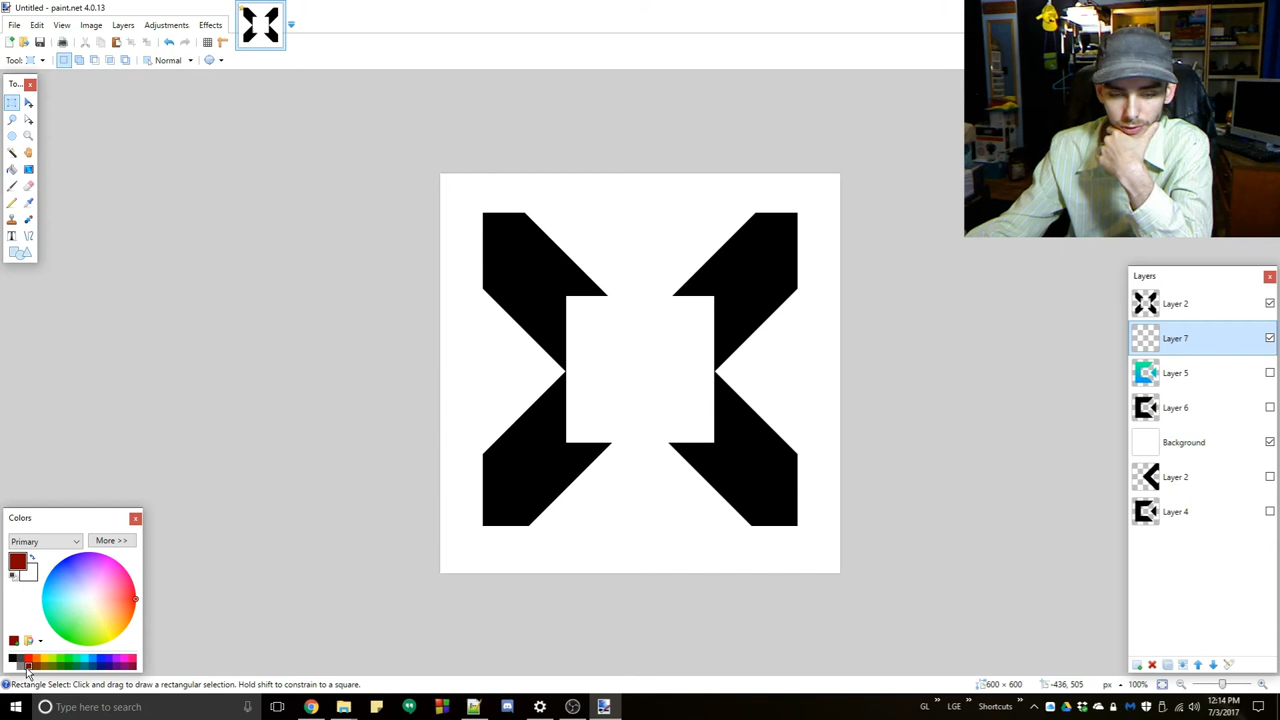 Untitled - paint.net 4.0.13
File Edit View Image Layers Adjustments Effects
Tool:
Normal
To...
Layers
Layer 2
Layer 7
Layer 5
Layer 6
Background
Layer 2
Layer 4
Colors
Primary
More >>
Rectangle Select: Click and drag to draw a rectangular selection. Hold shift to constrain to a square.
600 × 600
-436, 505
px
100%
Type here to search
GL
LGE
Shortcuts
12:14 PM
7/3/2017